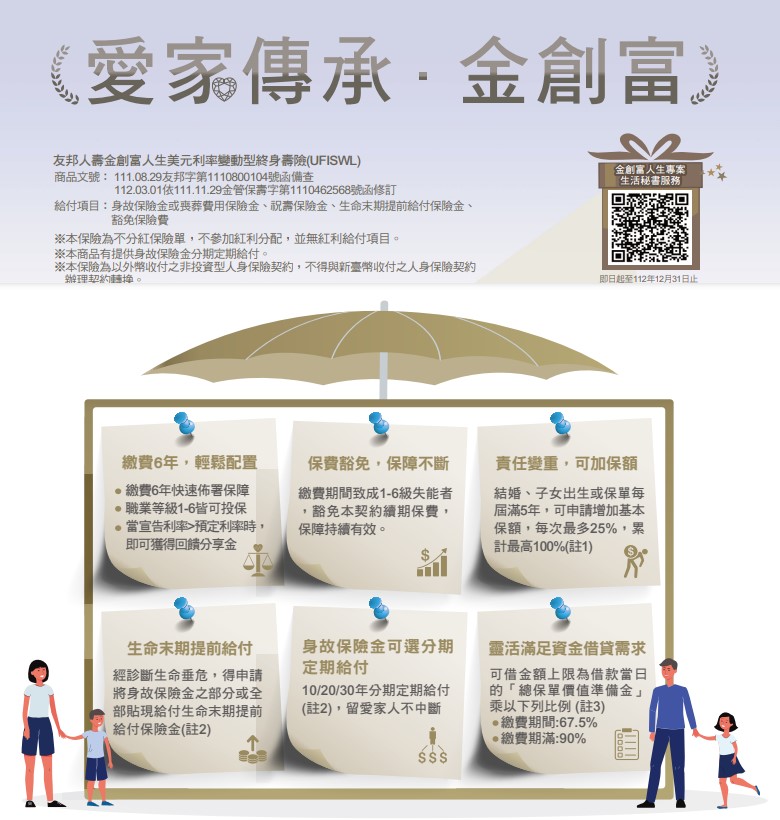 愛家傳承·金創富
友邦人壽金創富人生美元利率變動型終身壽險(UFISWL)
商品文號： 111.08.29友邦字第1110800104號函備查
112.03.01依111.11.29金管保壽字第1110462568號函修訂
給付項目：身故保險金或喪葬費用保險金、祝壽保險金、生命末期提前給付保險金、
豁免保險費
※本保險為不分紅保險單，不參加紅利分配，並無紅利給付項目。
※本商品有提供身故保險金分期定期給付。
※本保險為以外幣收付之非投資型人身保險契約，不得與新臺幣收付之人身保險契約
辦理契約轉換。
金創富人生專案
生活秘書服務
即日起至112年12月31日止
繳費6年，輕鬆配置
● 繳費6年快速佈署保障
● 職業等級1-6皆可投保
● 當宣告利率>預定利率時，
即可獲得回饋分享金
保費豁免，保障不斷
繳費期間致成1-6級失能者
，豁免本契約續期保費，
保障持續有效。
$
責任變重，可加保額
結婚、子女出生或保單每
屆滿5年，可申請增加基本
保額，每次最多25%，累
計最高100%(註1)
$
生命末期提前給付
經診斷生命垂危，得申請
將身故保險金之部分或全
部貼現給付生命末期提前
給付保險金(註2)
身故保險金可選分期
定期給付
10/20/30年分期定期給付
(註2)，留愛家人不中斷
$$$
靈活滿足資金借貸需求
可借金額上限為借款當日
的「總保單價值準備金」
乘以下列比例 (註3)
●繳費期間:67.5%
●繳費期滿:90%